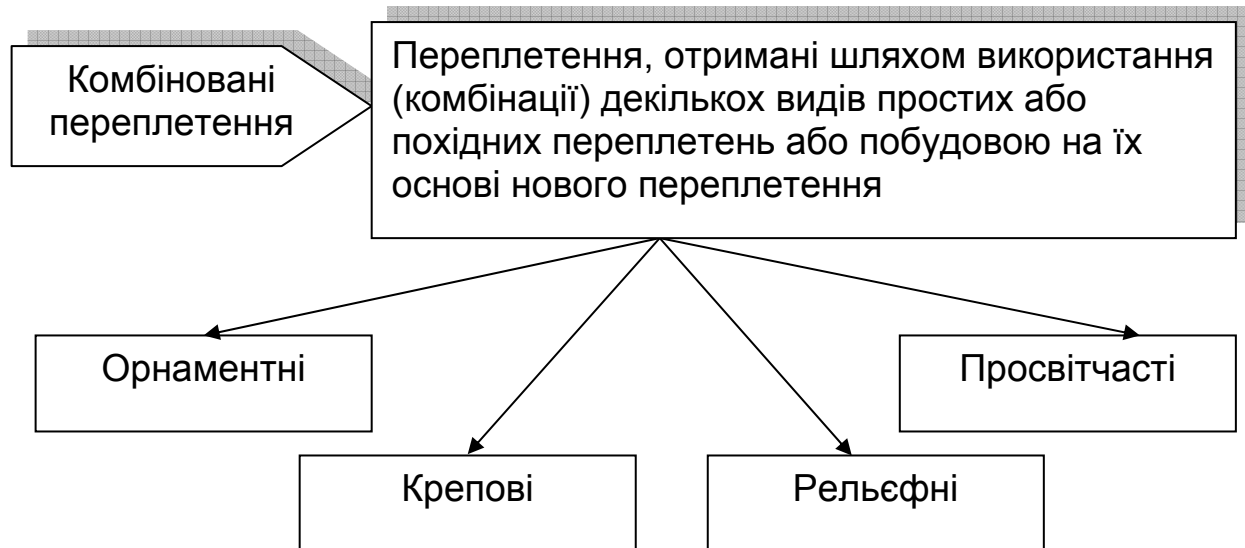 Комбіновані
переплетення
Переплетення, отримані шляхом використання
(комбінації) декількох видів простих або
похідних переплетень або побудовою на їх
основі нового переплетення
Орнаментні
Просвітчасті
Крепові
Рельєфні